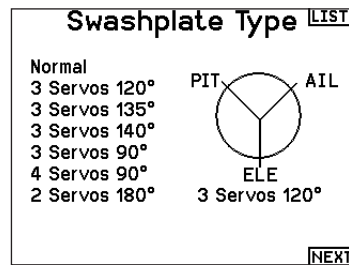 Swashplate Type
LIST
Normal
3 Servos 120°
3 Servos 135°
3 Servos 140°
3 Servos 90°
4 Servos 90°
2 Servos 180°
PIT
AIL
ELE
3 Servos 120°
NEXT